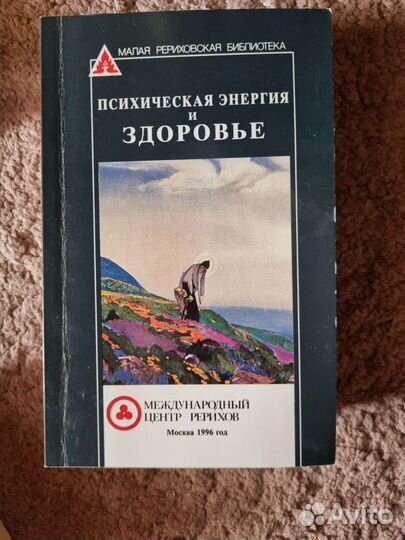 МАЛАЯ РЕРИХОВСКАЯ БИБЛИОТЕКА
ПСИХИЧЕСКАЯ ЭНЕРГИЯ
И
ЗДОРОВЬЕ
МЕЖДУНАРОДНЫЙ
ЦЕНТР РЕРИХОВ
Москва 1996 год
Avito